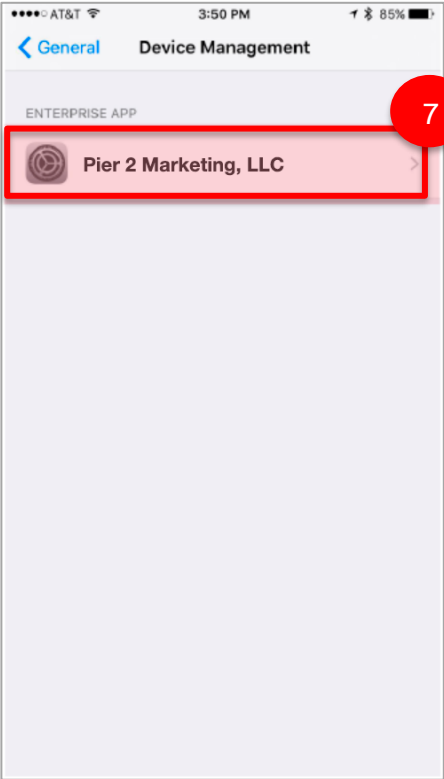 AT&T 3:50 PM 85%
General Device Management
ENTERPRISE APP
7
Pier 2 Marketing, LLC